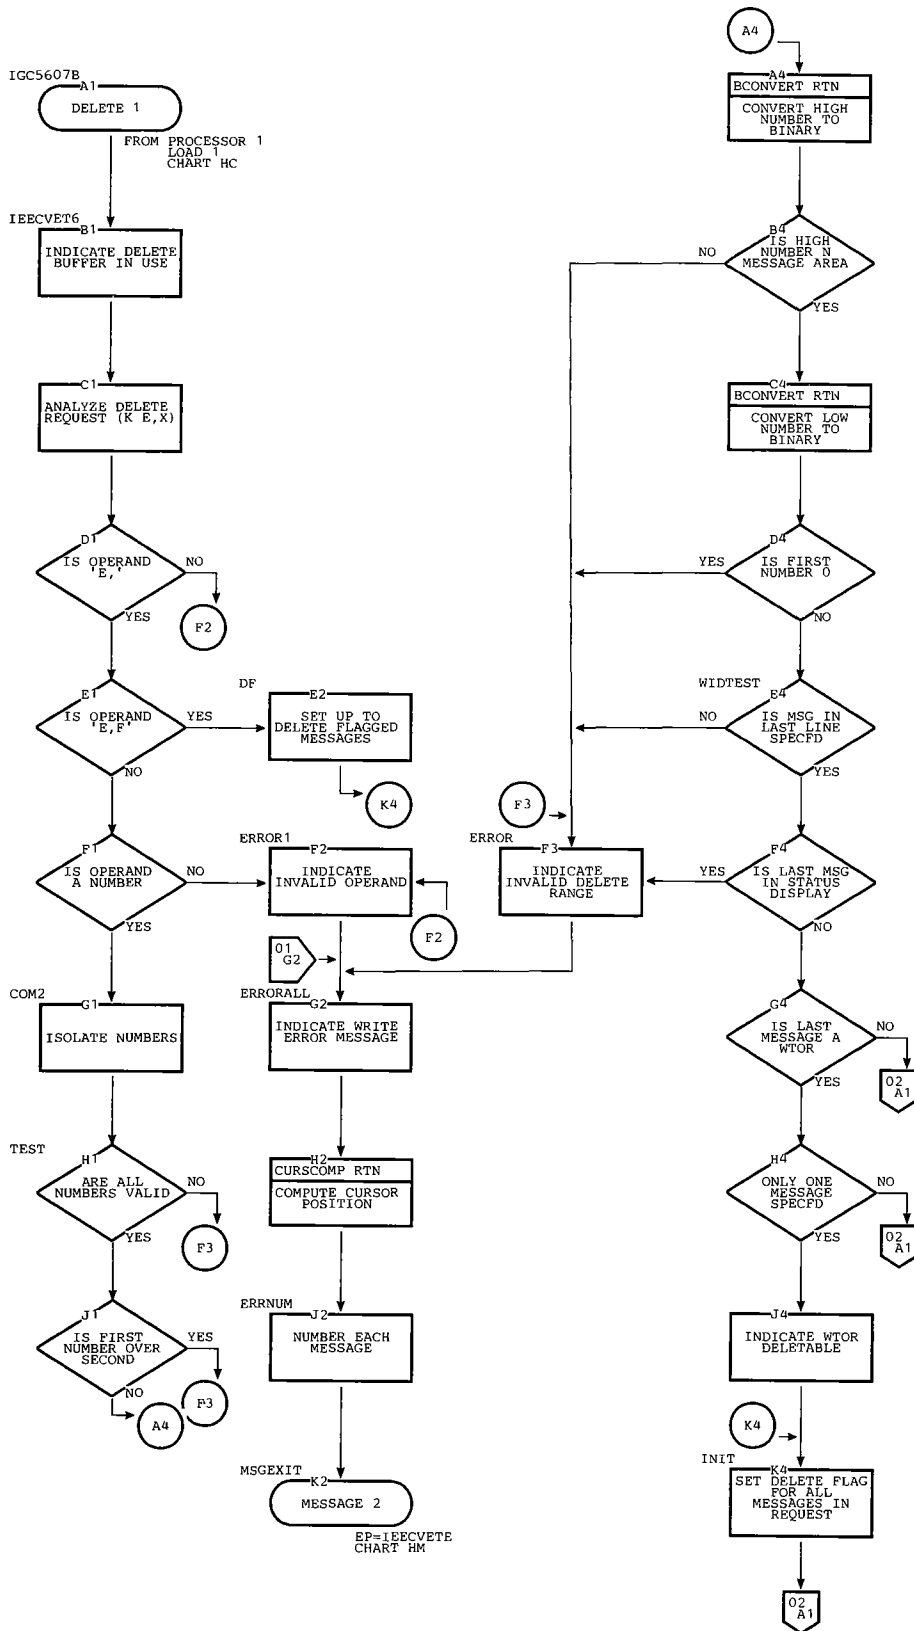 IGC5607B
A1
DELETE 1
FROM PROCESSOR 1
LOAD 1
CHART HC
IEECVET6
B1
INDICATE DELETE
BUFFER IN USE
C1
ANALYZE DELETE
REQUEST (K E,X)
D1
IS OPERAND
'E,'
NO
F2
YES
E1
IS OPERAND
'E,F'
YES
NO
DF
E2
SET UP TO
DELETE FLAGGED
MESSAGES
K4
F1
IS OPERAND
A NUMBER
NO
YES
ERROR1
F2
INDICATE
INVALID OPERAND
F2
01
G2
COM2
G1
ISOLATE NUMBERS
ERRORALL
G2
INDICATE WRITE
ERROR MESSAGE
TEST
H1
ARE ALL
NUMBERS VALID
NO
F3
YES
H2
CURSCOMP RTN
COMPUTE CURSOR
POSITION
J1
IS FIRST
NUMBER OVER
SECOND
YES
F3
NO
A4
ERRNUM
J2
NUMBER EACH
MESSAGE
MSGEXIT
K2
MESSAGE 2
EP=IEECVETE
CHART HM
F3
ERROR
F3
INDICATE
INVALID DELETE
RANGE
A4
A4
BCONVERT RTN
CONVERT HIGH
NUMBER TO
BINARY
B4
IS HIGH
NUMBER N
MESSAGE AREA
NO
YES
C4
BCONVERT RTN
CONVERT LOW
NUMBER TO
BINARY
D4
IS FIRST
NUMBER 0
YES
NO
WIDTEST
E4
IS MSG IN
LAST LINE
SPECFD
NO
YES
F4
IS LAST MSG
IN STATUS
DISPLAY
YES
NO
G4
IS LAST
MESSAGE A
WTOR
NO
02
A1
YES
H4
ONLY ONE
MESSAGE
SPECFD
NO
02
A1
YES
J4
INDICATE WTOR
DELETABLE
K4
INIT
K4
SET DELETE FLAG
FOR ALL
MESSAGES IN
REQUEST
02
A1